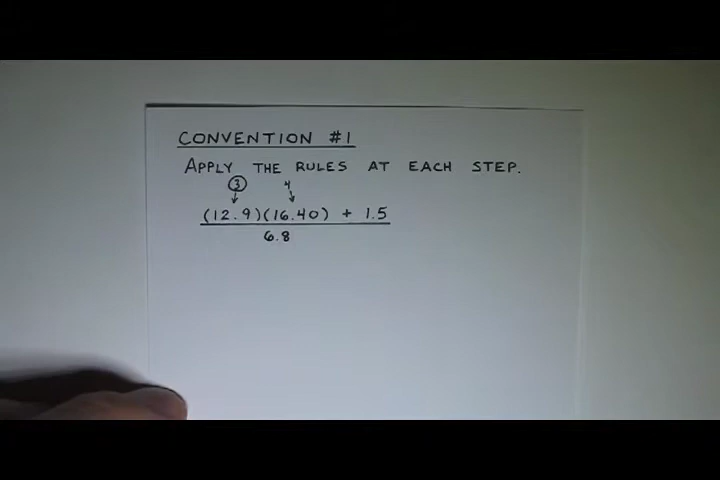 CONVENTION #1
APPLY THE RULES AT EACH STEP.
3 4
(12.9)(16.40) + 1.5
6.8